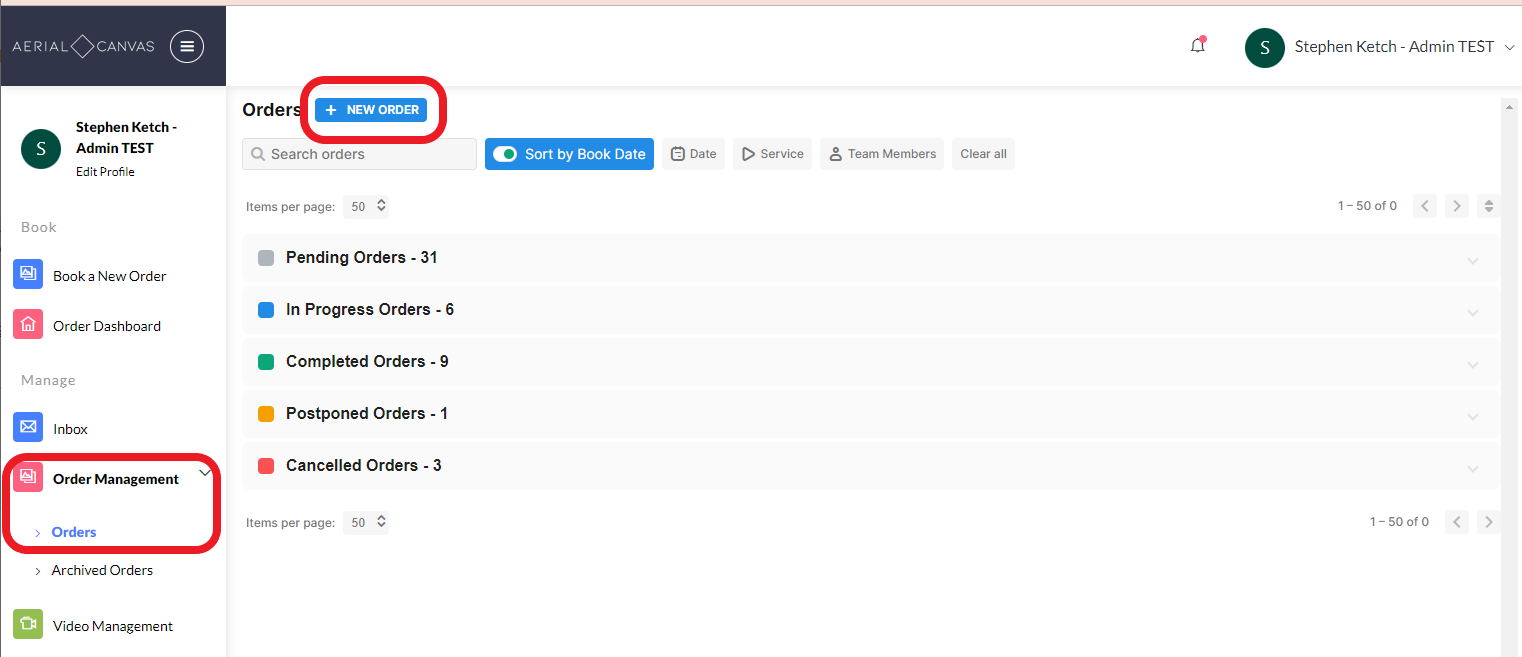 AERIAL CANVAS
S
Stephen Ketch - Admin TEST
S
Stephen Ketch -
Admin TEST
Edit Profile
Book
Book a New Order
Order Dashboard
Manage
Inbox
Order Management
Orders
Archived Orders
Video Management
Orders
+ NEW ORDER
Search orders
Sort by Book Date
Date
Service
Team Members
Clear all
Items per page: 50
1 – 50 of 0
Pending Orders - 31
In Progress Orders - 6
Completed Orders - 9
Postponed Orders - 1
Cancelled Orders - 3
Items per page: 50
1 – 50 of 0